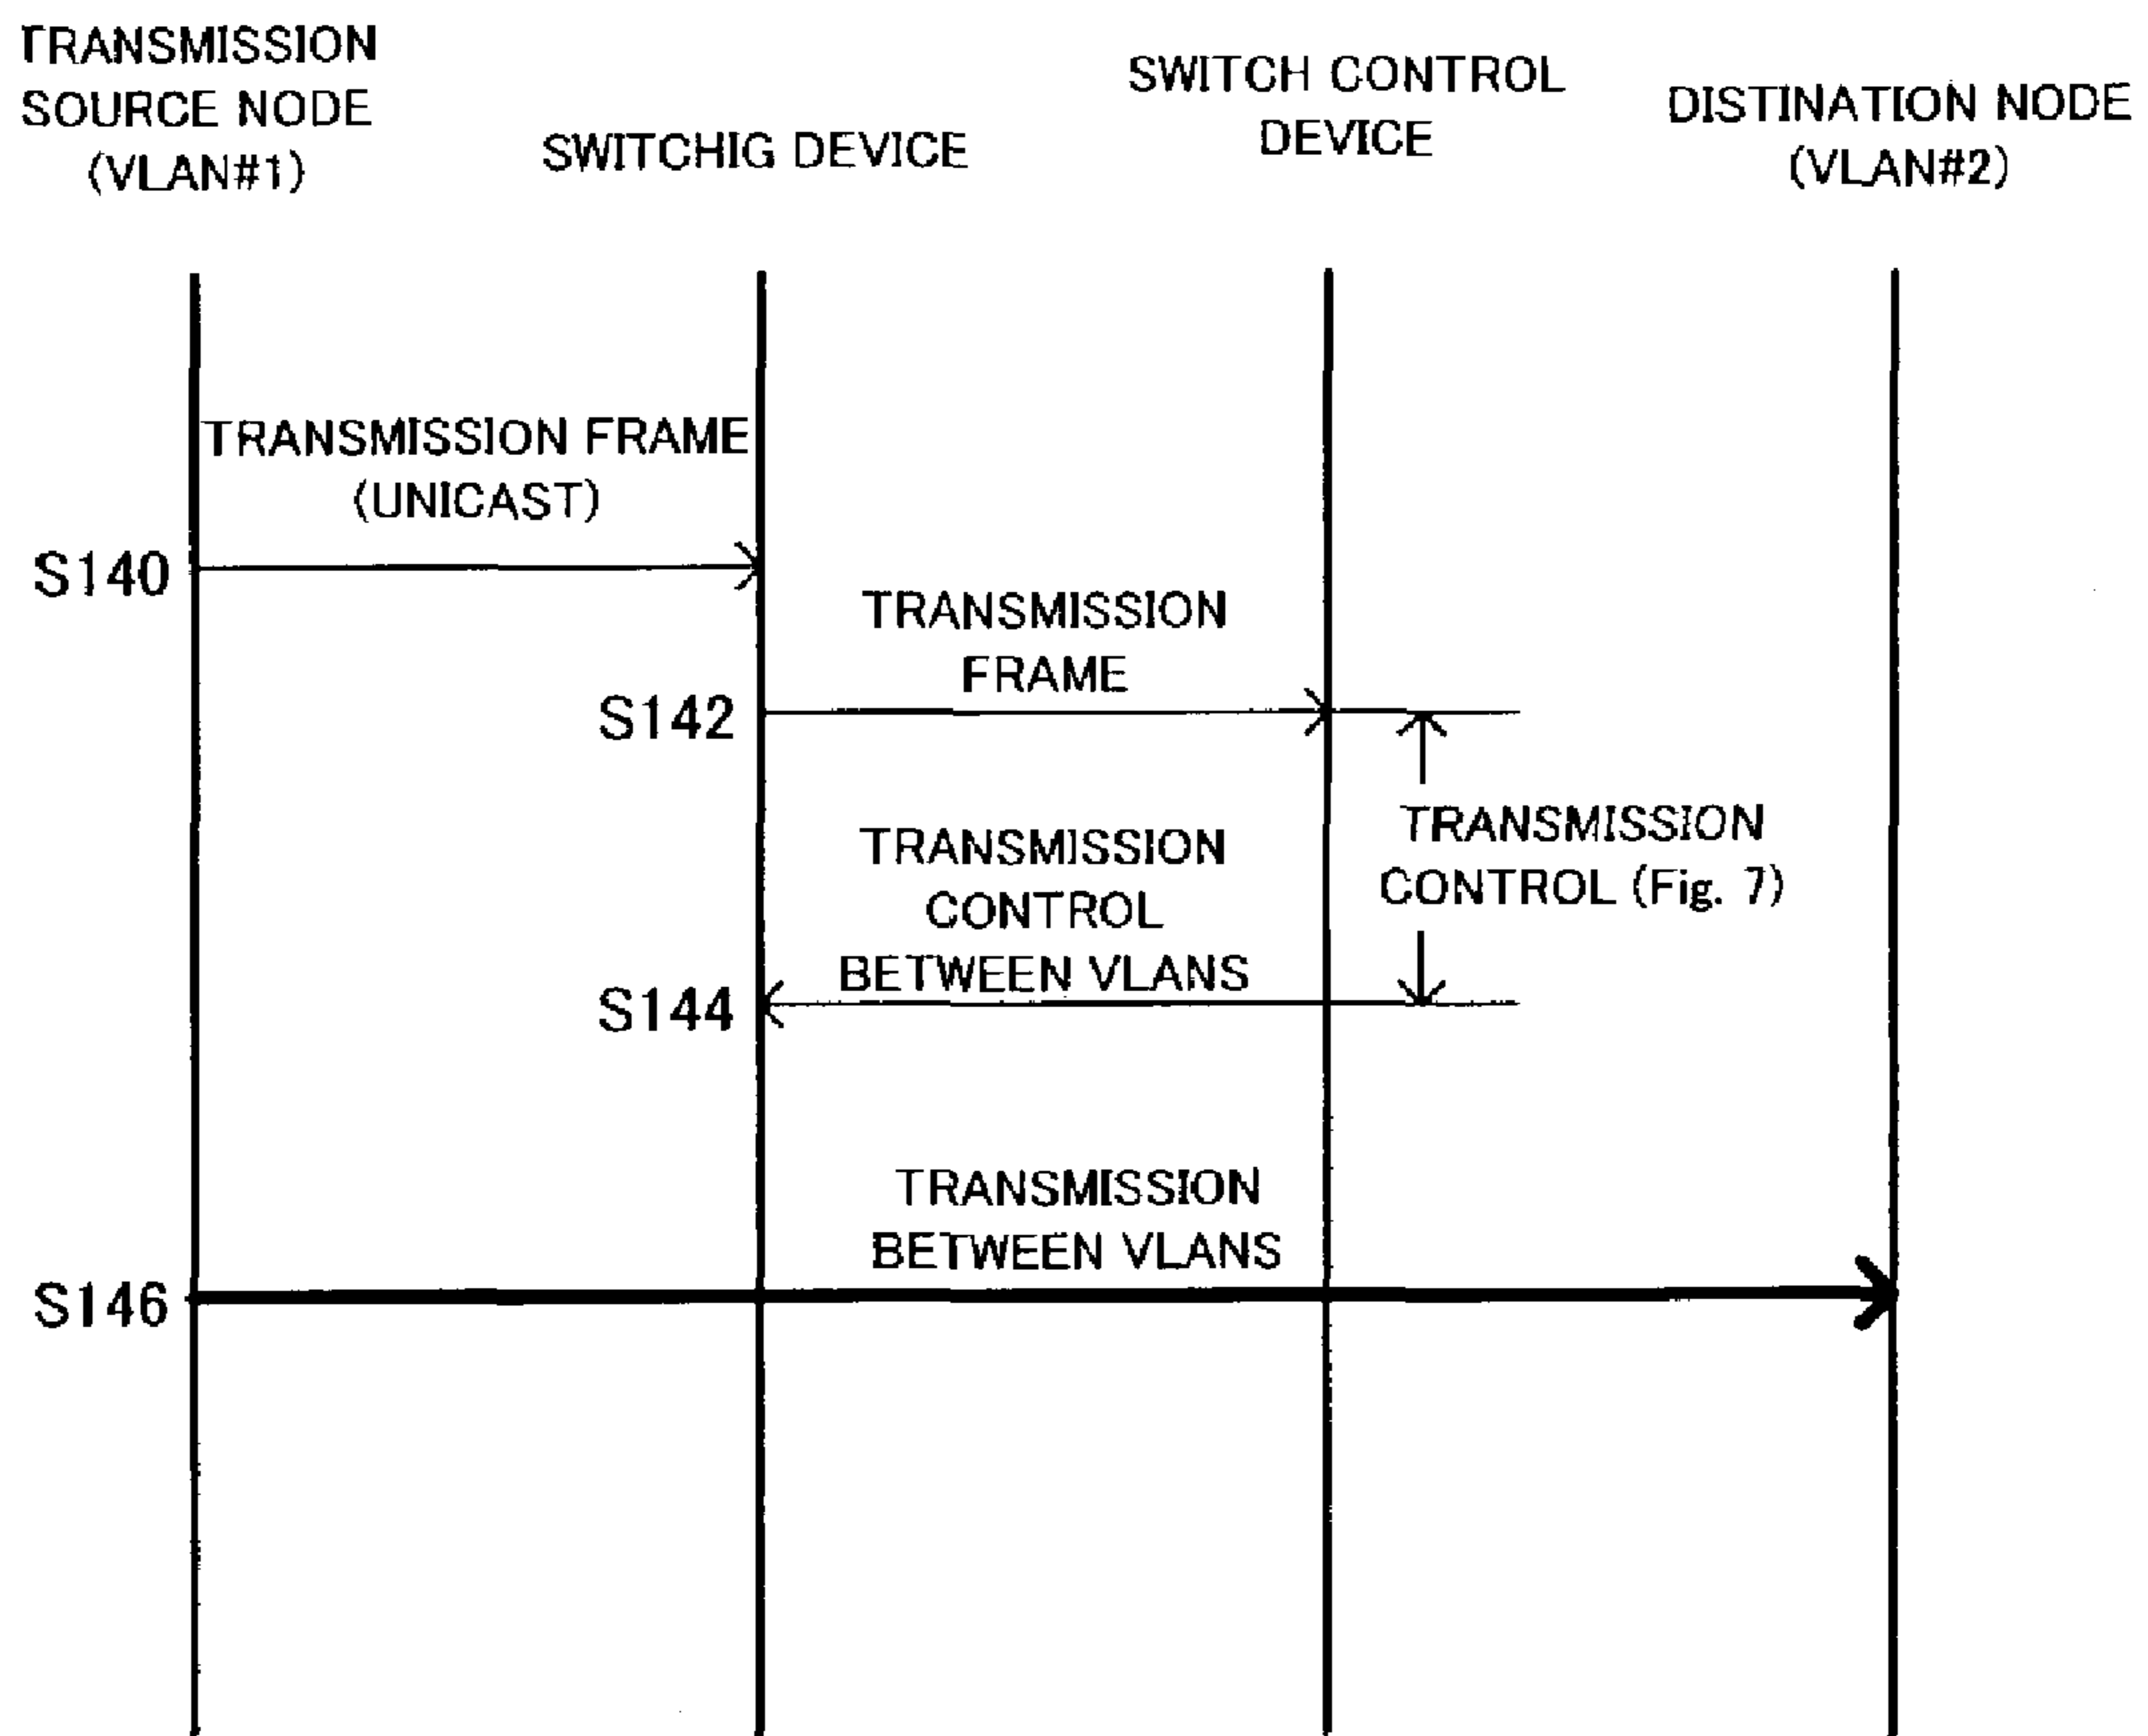 TRANSMISSION
SOURCE NODE
(VLAN#1)
SWITCHIG DEVICE
SWITCH CONTROL
DEVICE
DISTINATION NODE
(VLAN#2)
TRANSMISSION FRAME
(UNICAST)
S140
TRANSMISSION
FRAME
S142
TRANSMISSION
CONTROL (Fig. 7)
TRANSMISSION
CONTROL
BETWEEN VLANS
S144
TRANSMISSION
BETWEEN VLANS
S146